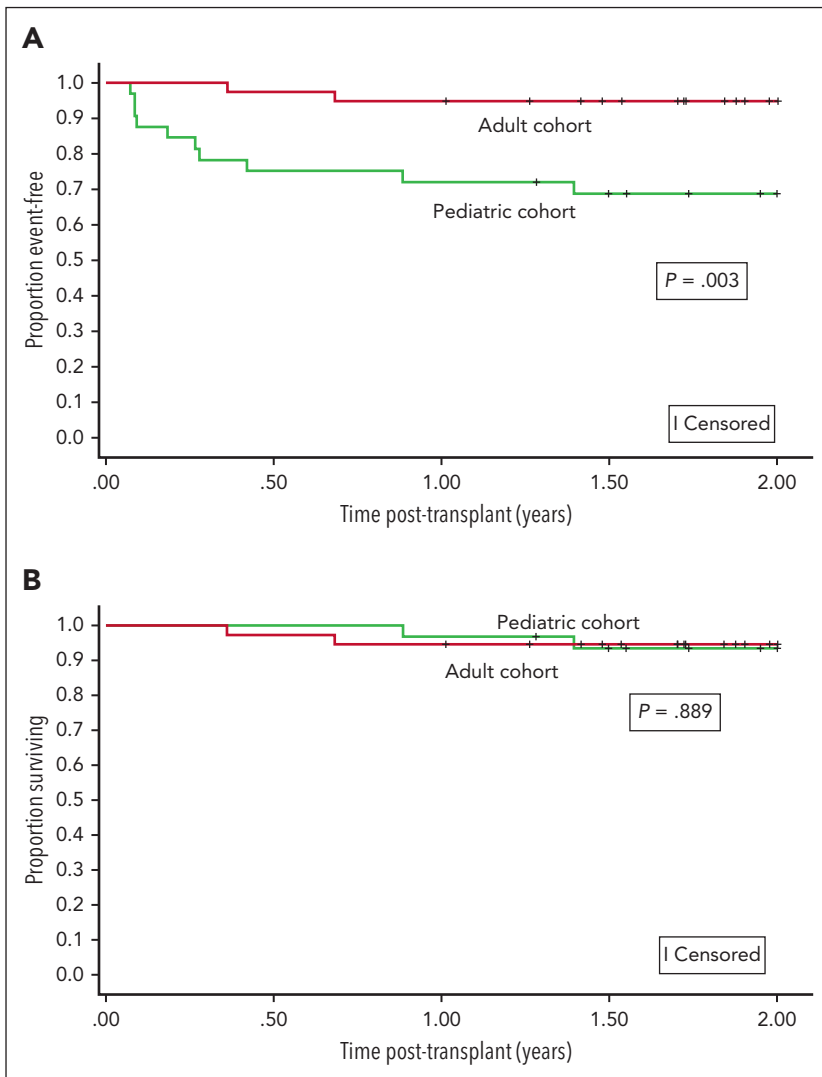 A
1.0
0.9
0.8
0.7
0.6
0.5
0.4
0.3
0.2
0.1
0.0
Proportion event-free
Adult cohort
Pediatric cohort
P = .003
I Censored
.00 .50 1.00 1.50 2.00
Time post-transplant (years)
B
1.0
0.9
0.8
0.7
0.6
0.5
0.4
0.3
0.2
0.1
0.0
Proportion surviving
Pediatric cohort
Adult cohort
P = .889
I Censored
.00 .50 1.00 1.50 2.00
Time post-transplant (years)